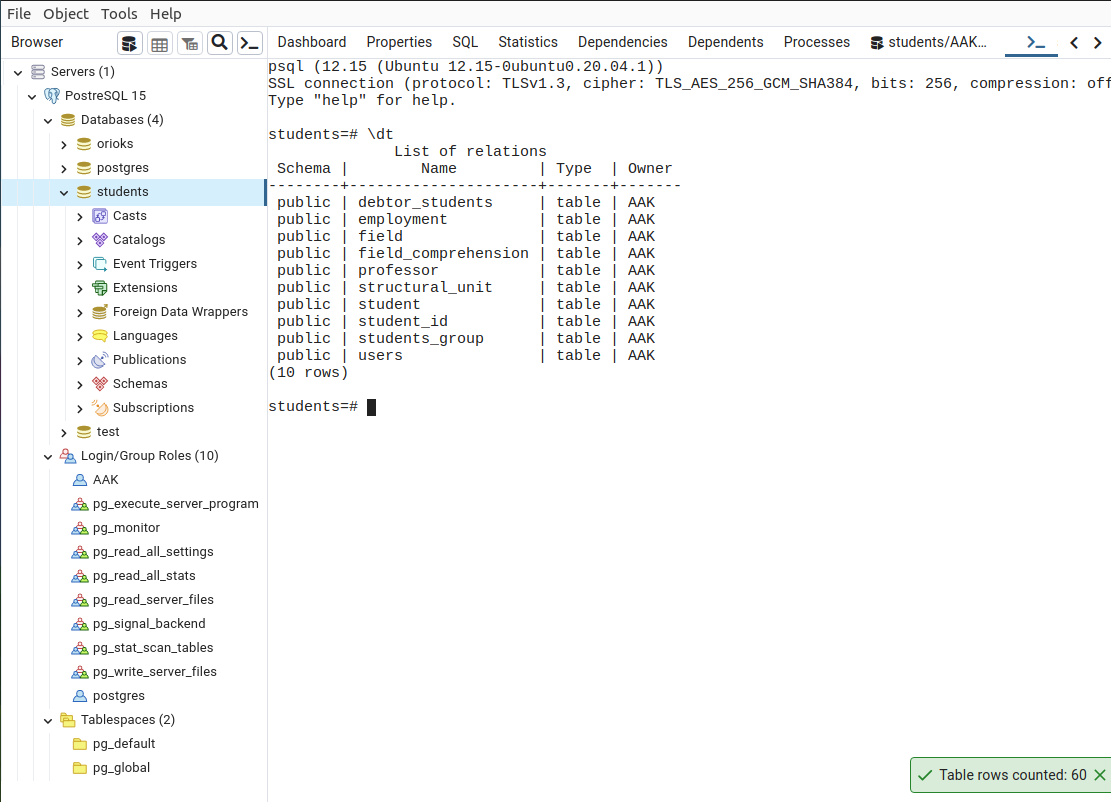 File Object Tools Help
Browser
Dashboard Properties SQL Statistics Dependencies Dependents Processes students/AAK...
Servers (1)
PostreSQL 15
Databases (4)
orioks
postgres
students
Casts
Catalogs
Event Triggers
Extensions
Foreign Data Wrappers
Languages
Publications
Schemas
Subscriptions
test
Login/Group Roles (10)
AAK
pg_execute_server_program
pg_monitor
pg_read_all_settings
pg_read_all_stats
pg_read_server_files
pg_signal_backend
pg_stat_scan_tables
pg_write_server_files
postgres
Tablespaces (2)
pg_default
pg_global
psql (12.15 (Ubuntu 12.15-0ubuntu0.20.04.1))
SSL connection (protocol: TLSv1.3, cipher: TLS_AES_256_GCM_SHA384, bits: 256, compression: off
Type "help" for help.
students=# \dt
List of relations
Schema | Name | Type | Owner
--------+---------------------+-------+-------
public | debtor_students | table | AAK
public | employment | table | AAK
public | field | table | AAK
public | field_comprehension | table | AAK
public | professor | table | AAK
public | structural_unit | table | AAK
public | student | table | AAK
public | student_id | table | AAK
public | students_group | table | AAK
public | users | table | AAK
(10 rows)
students=#
Table rows counted: 60